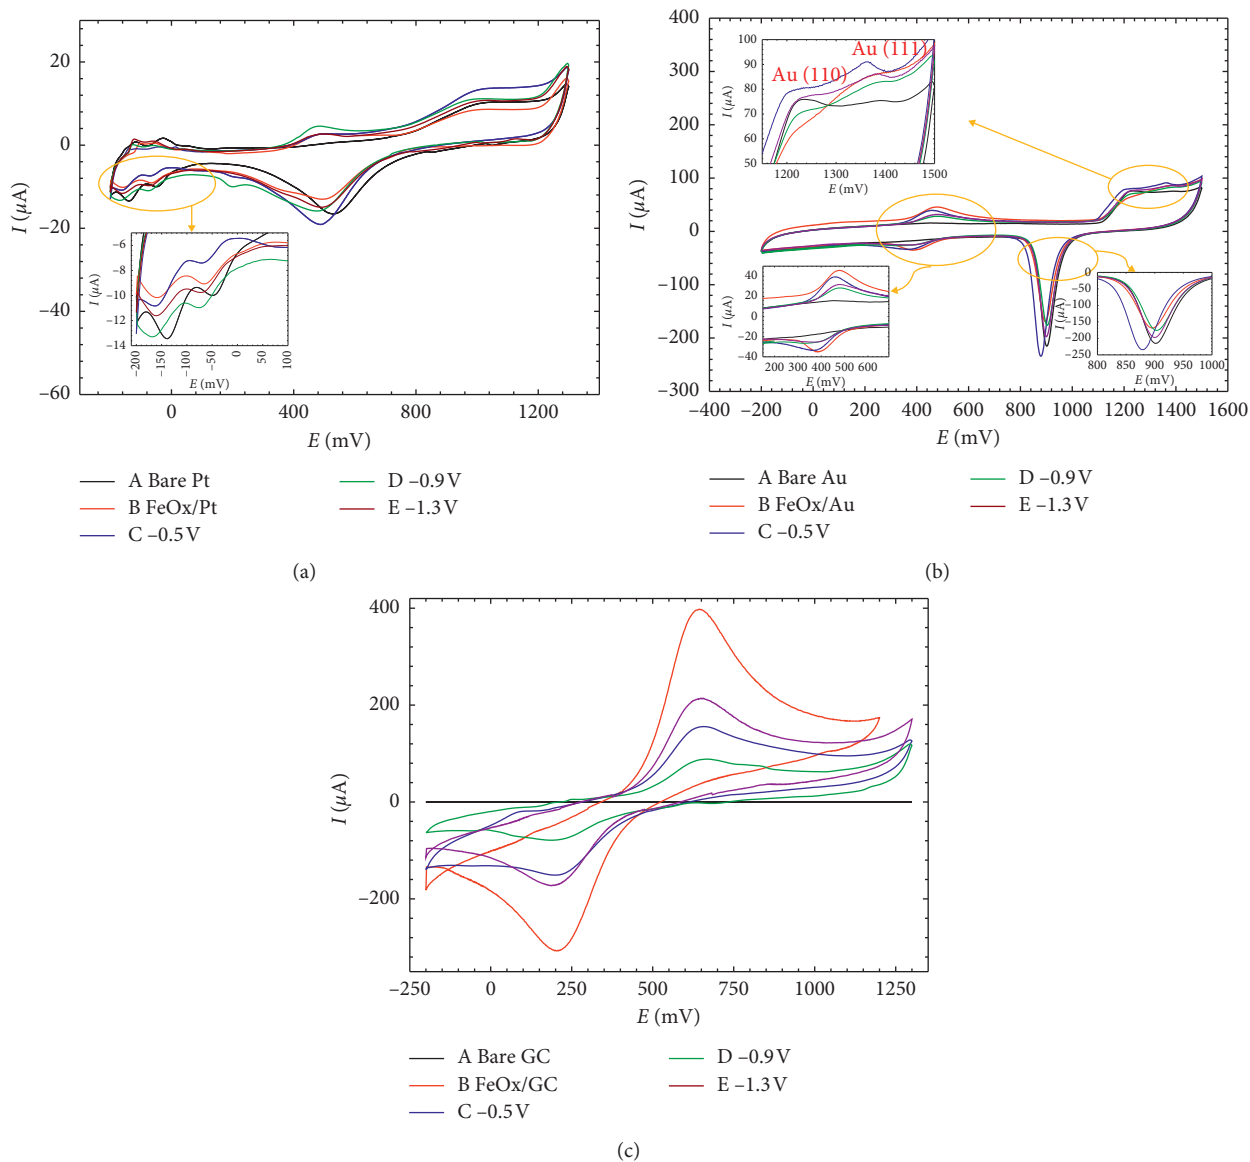 20
0
−20
−40
−60
I (μA)
0
400
800
1200
E (mV)
−6
−8
−10
−12
−14
I (μA)
−200
−150
−100
−50
0
50
100
E (mV)
A Bare Pt
B FeOx/Pt
C −0.5 V
D −0.9 V
E −1.3 V
(a)
400
300
200
100
0
−100
−200
−300
I (μA)
−400
−200
0
200
400
600
800
1000
1200
1400
1600
E (mV)
100
90
80
70
60
50
I (μA)
Au (111)
Au (110)
1200
1300
1400
1500
E (mV)
40
20
0
−20
−40
I (μA)
200
300
400
500
600
E (mV)
0
−50
−100
−150
−200
−250
I (μA)
800
850
900
950
1000
E (mV)
A Bare Au
B FeOx/Au
C −0.5 V
D −0.9 V
E −1.3 V
(b)
400
200
0
−200
I (μA)
−250
0
250
500
750
1000
1250
E (mV)
A Bare GC
B FeOx/GC
C −0.5 V
D −0.9 V
E −1.3 V
(c)